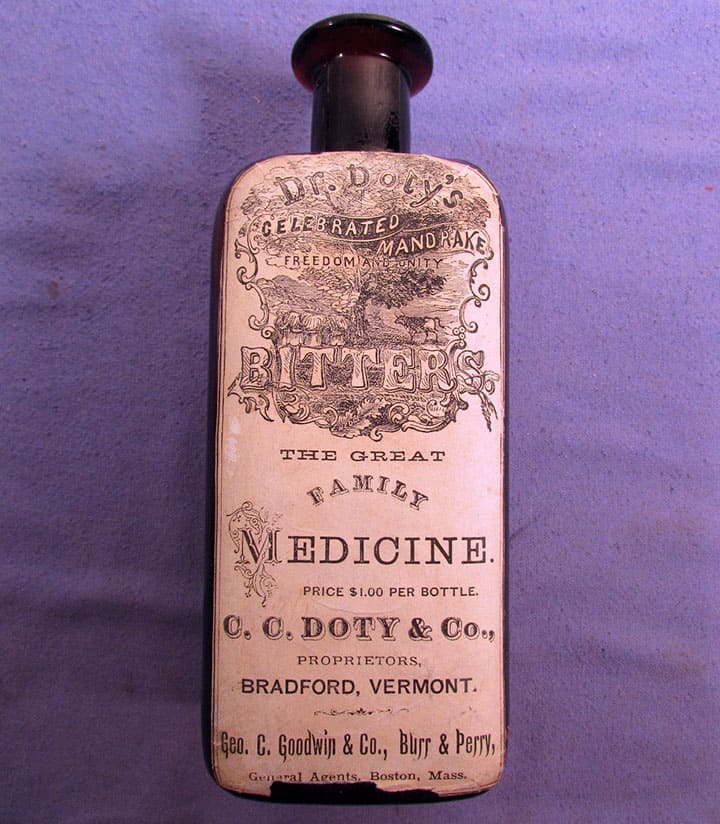 Dr. Doty's
CELEBRATED
MANDRAKE
FREEDOM AND UNITY
BITTERS.
THE GREAT
FAMILY
MEDICINE.
PRICE $1.00 PER BOTTLE.
C. C. DOTY & Co.,
PROPRIETORS,
BRADFORD, VERMONT.
Geo. C. Goodwin & Co., Burr & Perry,
General Agents, Boston, Mass.